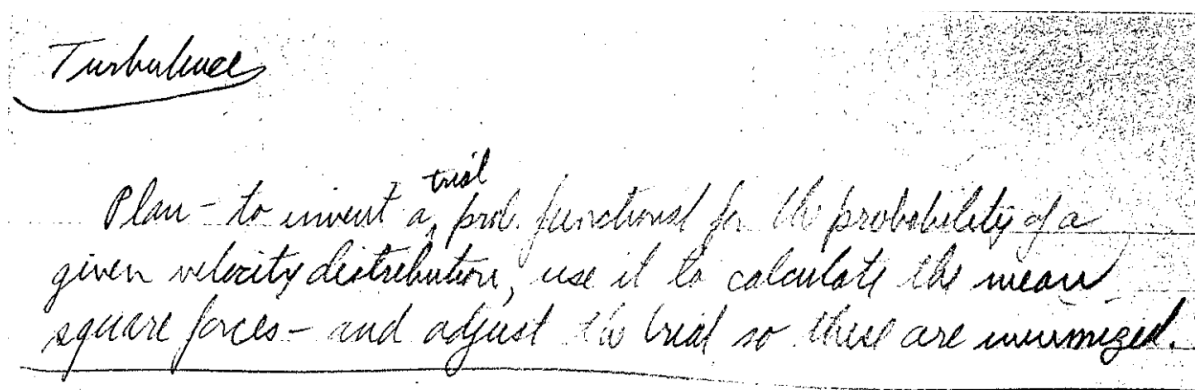 Turbulence
Plan - to invent a trial prob. functional for the probability of a
given velocity distribution, use it to calculate the mean
square forces - and adjust the trial so these are minimized.